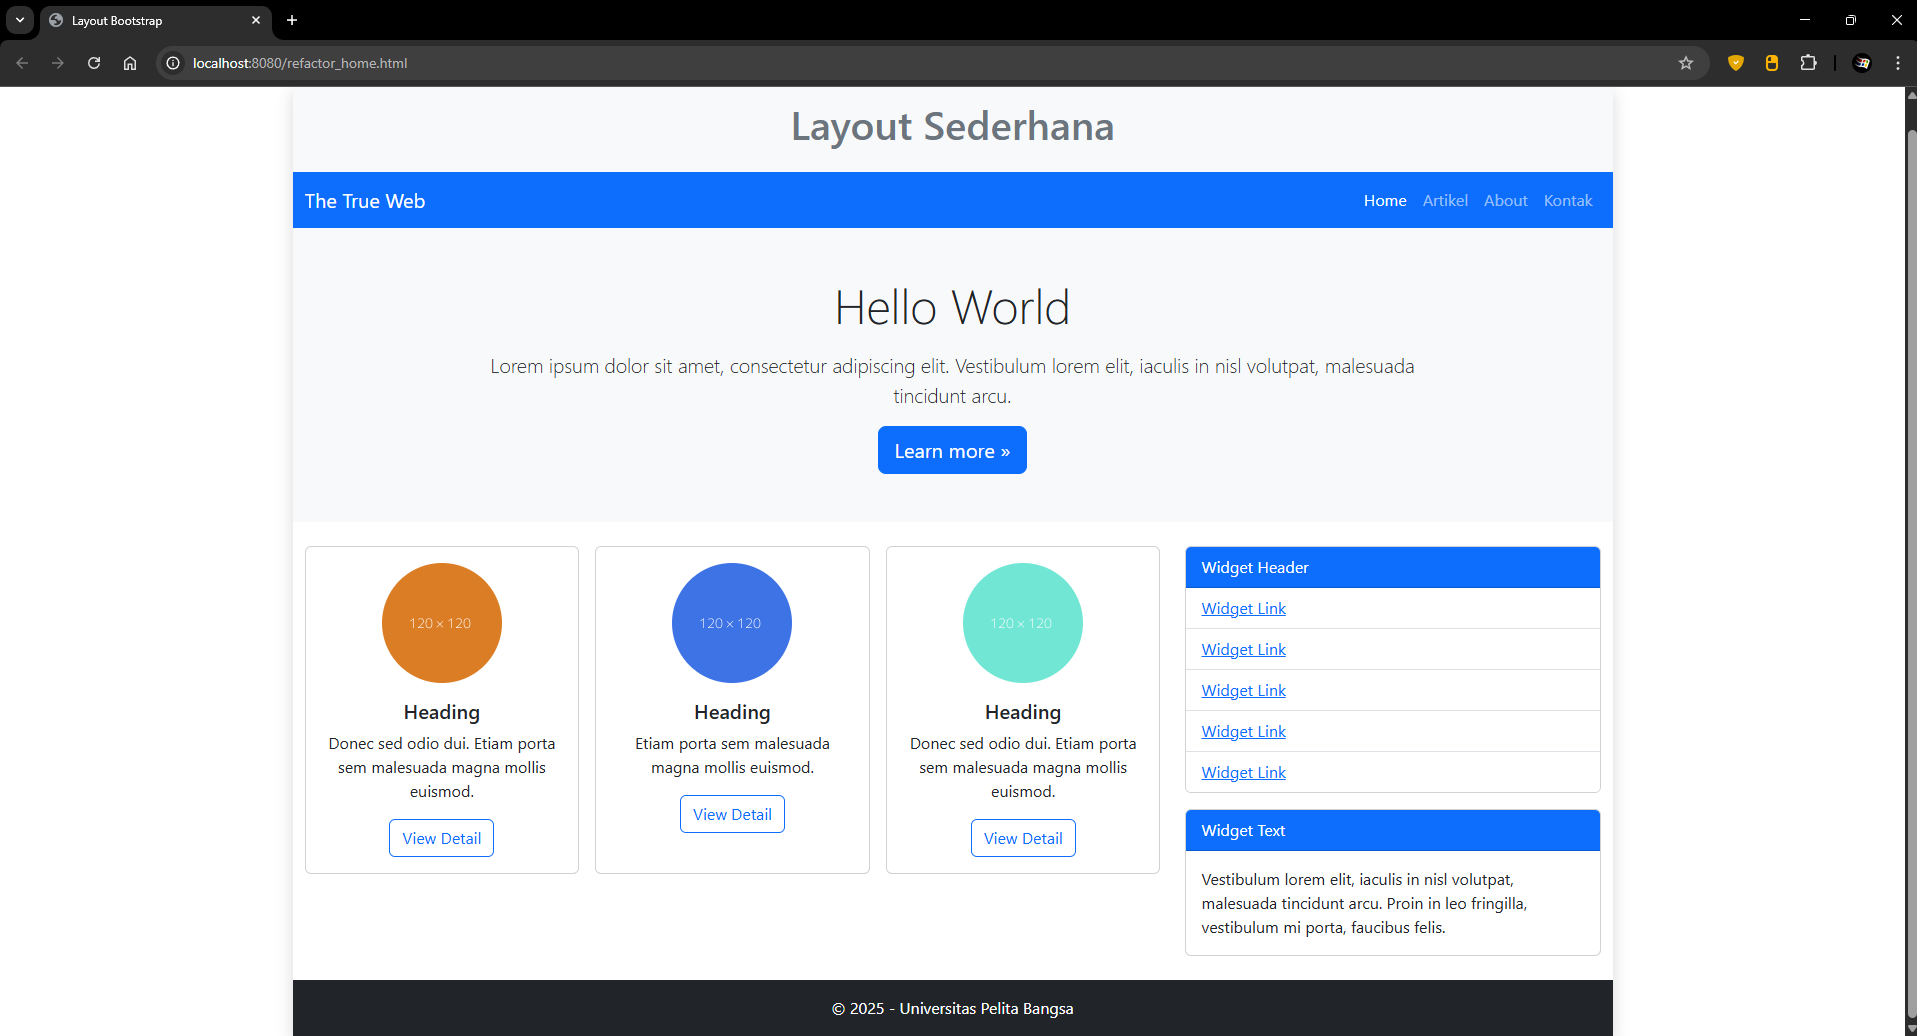 Layout Bootstrap
localhost:8080/refactor_home.html
Layout Sederhana
The True Web
Home Artikel About Kontak
Hello World
Lorem ipsum dolor sit amet, consectetur adipiscing elit. Vestibulum lorem elit, iaculis in nisl volutpat, malesuada
tincidunt arcu.
Learn more »
120 × 120
Heading
Donec sed odio dui. Etiam porta
sem malesuada magna mollis
euismod.
View Detail
120 × 120
Heading
Etiam porta sem malesuada
magna mollis euismod.
View Detail
120 × 120
Heading
Donec sed odio dui. Etiam porta
sem malesuada magna mollis
euismod.
View Detail
Widget Header
Widget Link
Widget Link
Widget Link
Widget Link
Widget Link
Widget Text
Vestibulum lorem elit, iaculis in nisl volutpat,
malesuada tincidunt arcu. Proin in leo fringilla,
vestibulum mi porta, faucibus felis.
© 2025 - Universitas Pelita Bangsa